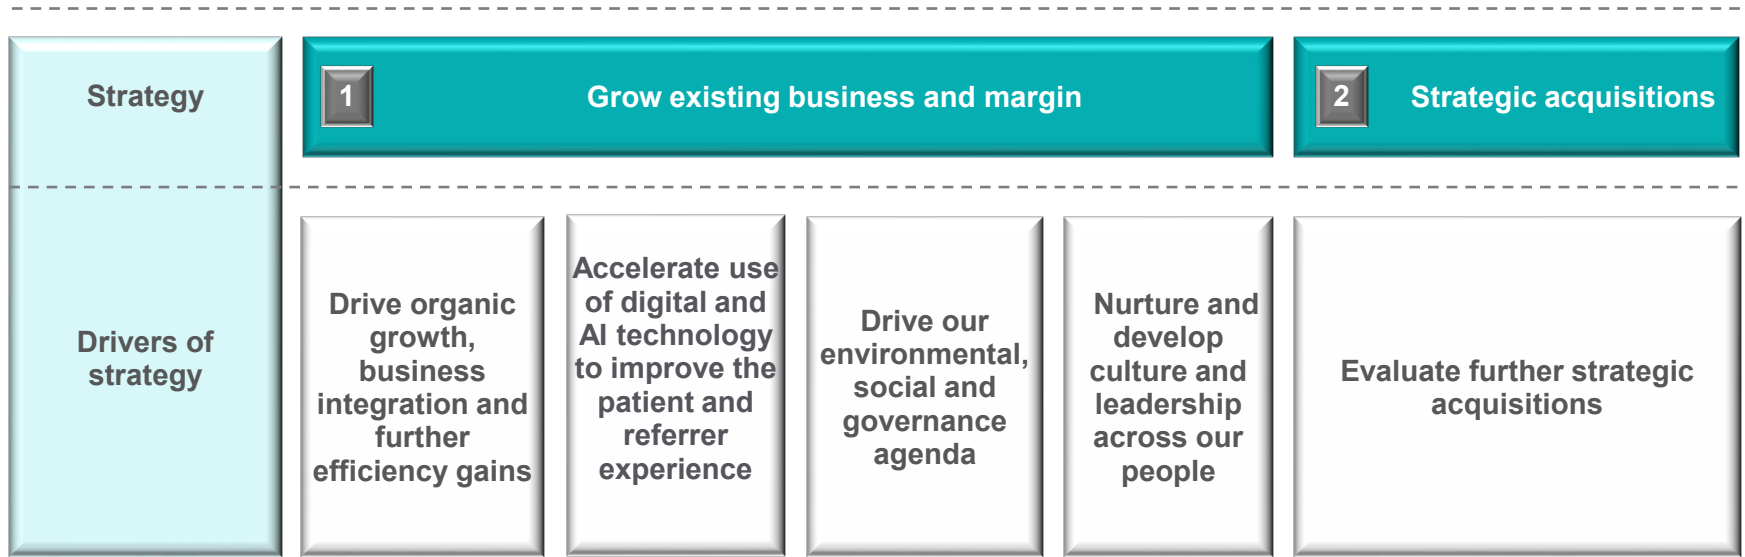 Strategy
1
Grow existing business and margin
2
Strategic acquisitions
Drivers of
strategy
Drive organic
growth,
business
integration and
further
efficiency gains
Accelerate use
of digital and
AI technology
to improve the
patient and
referrer
experience
Drive our
environmental,
social and
governance
agenda
Nurture and
develop
culture and
leadership
across our
people
Evaluate further strategic
acquisitions